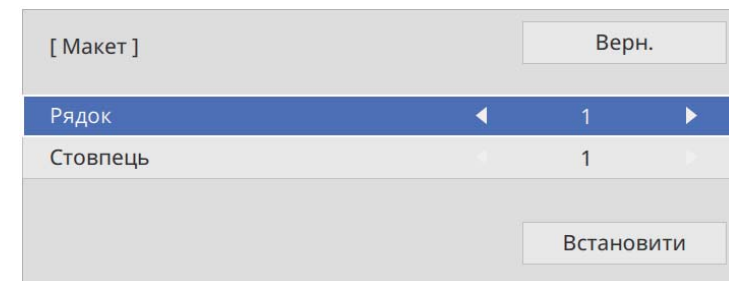 [ Макет ] Верн.
Рядок 1
Стовпець 1
Встановити